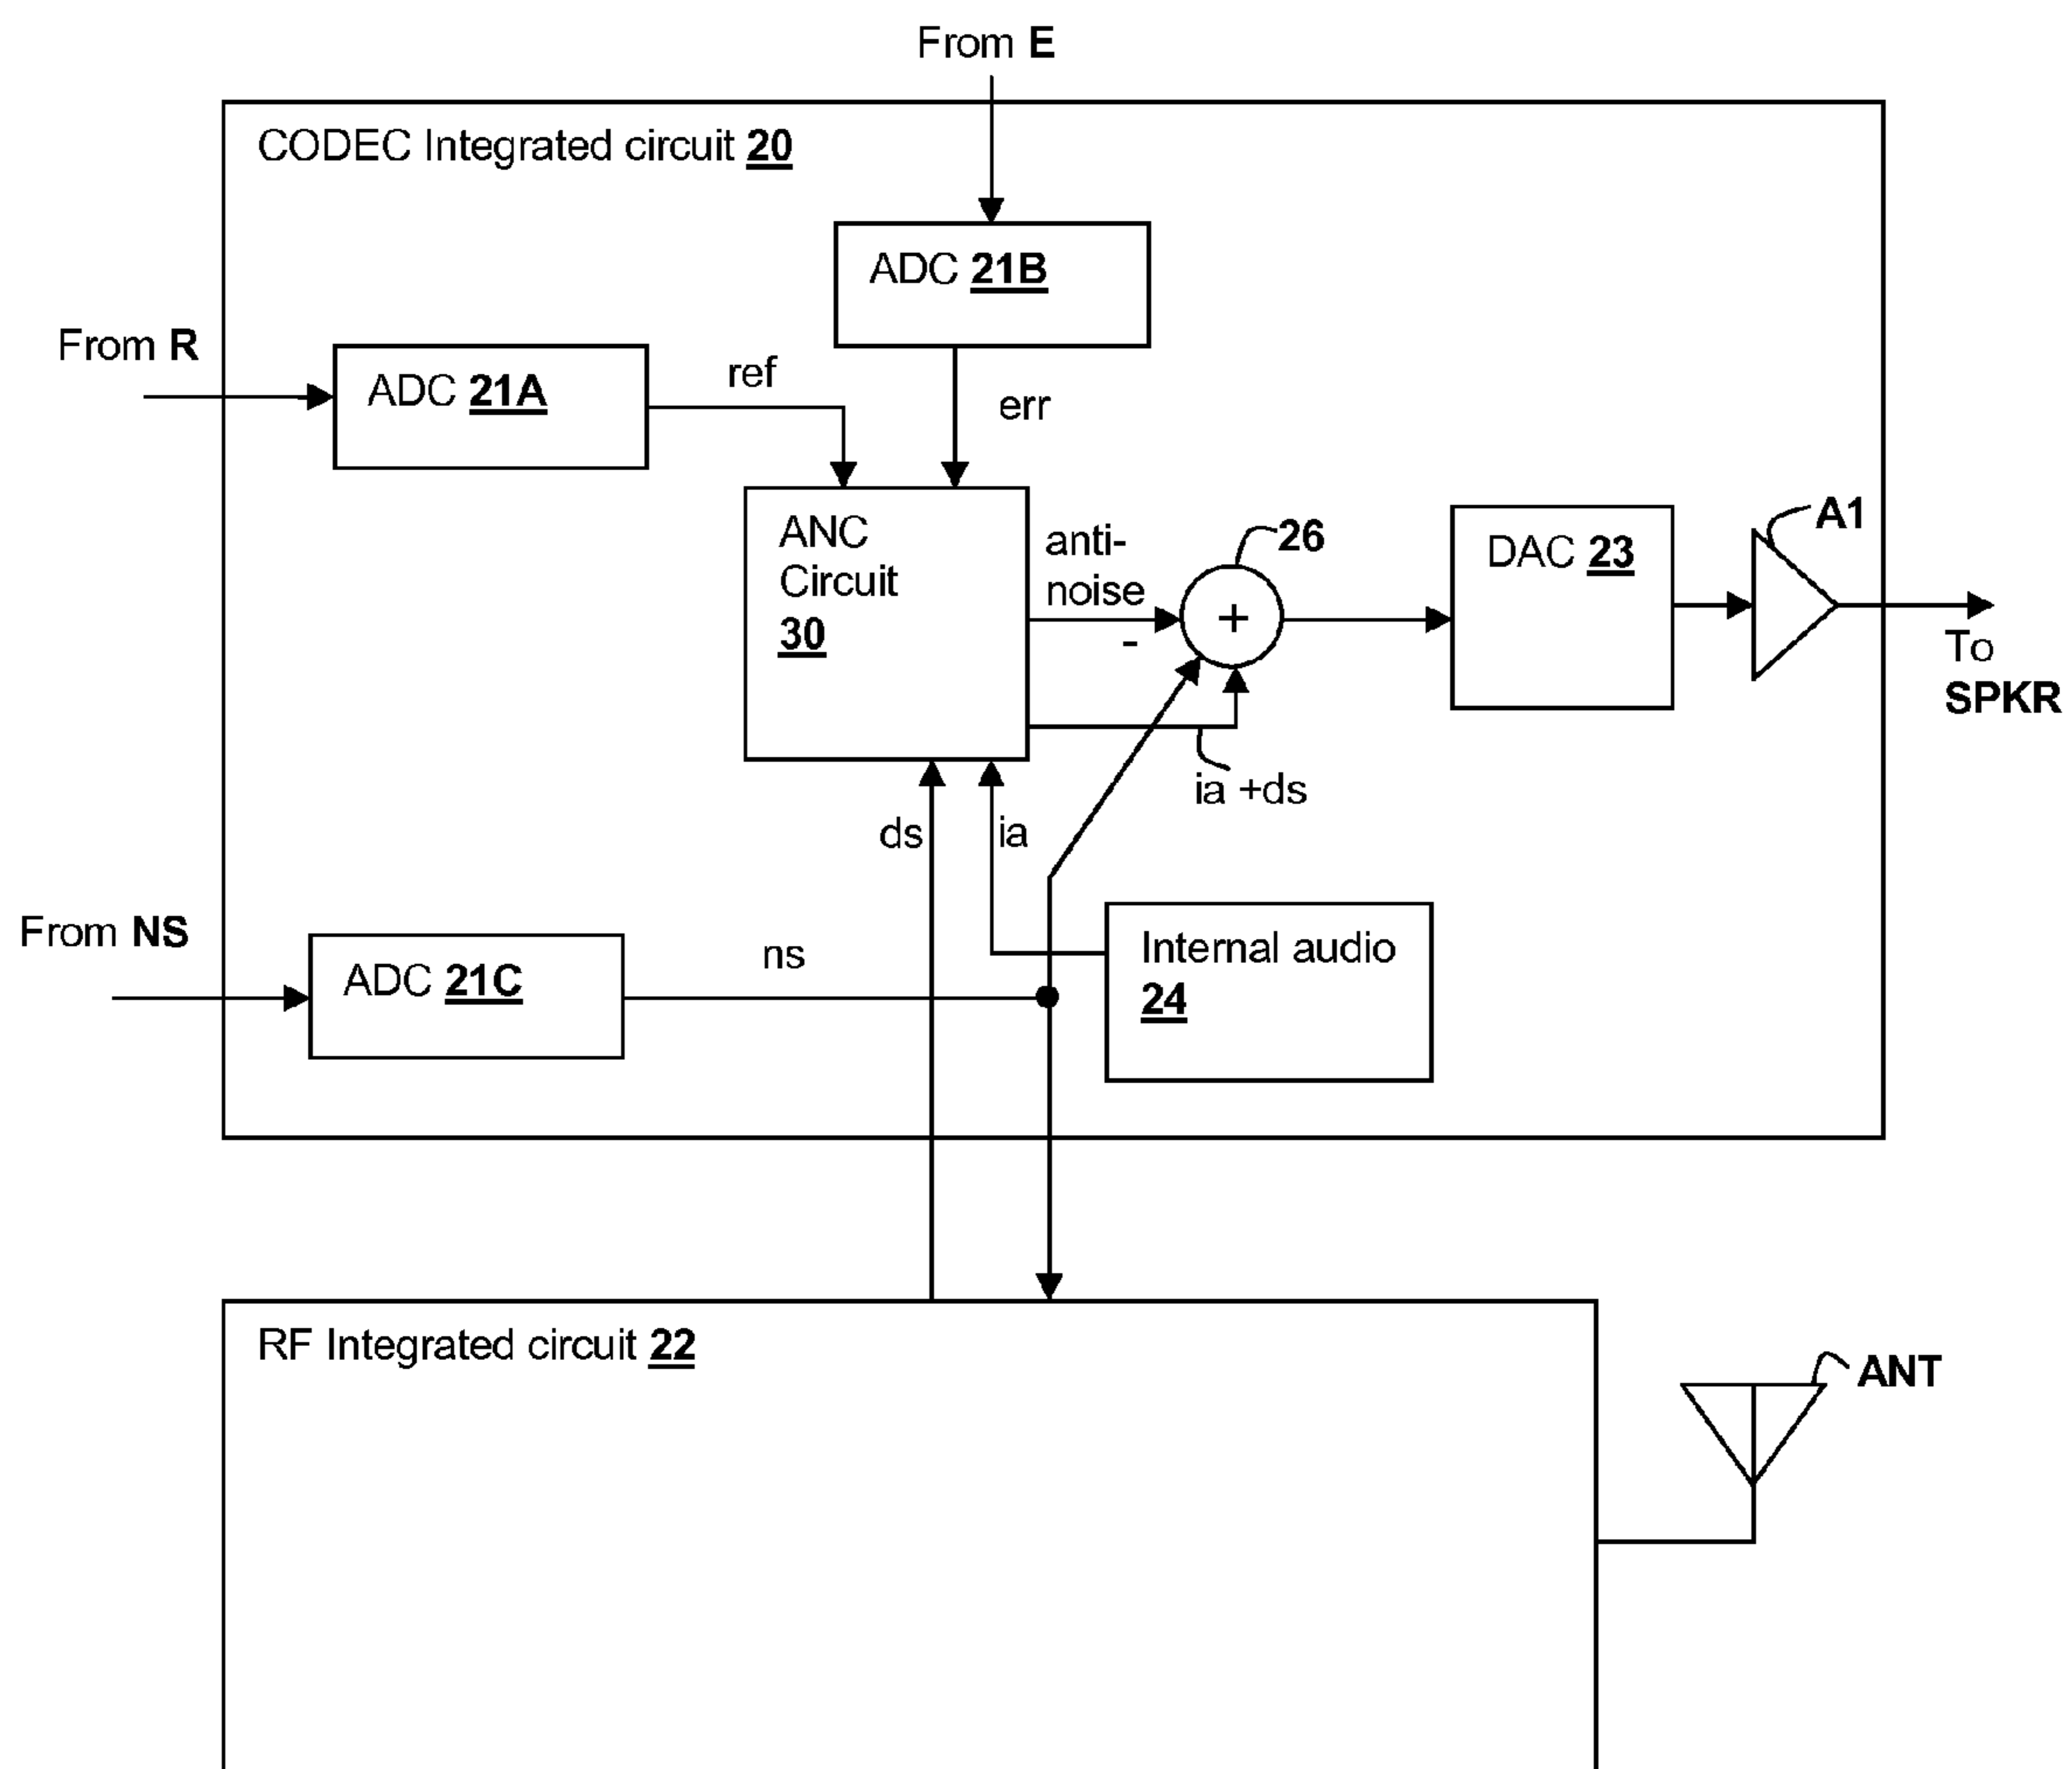 From E
CODEC Integrated circuit 20
ADC 21B
From R
ADC 21A
ref
err
ANC
Circuit
30
anti-
noise
-
26
+
DAC 23
A1
To
SPKR
ia +ds
ds
ia
From NS
ADC 21C
ns
Internal audio
24
RF Integrated circuit 22
ANT